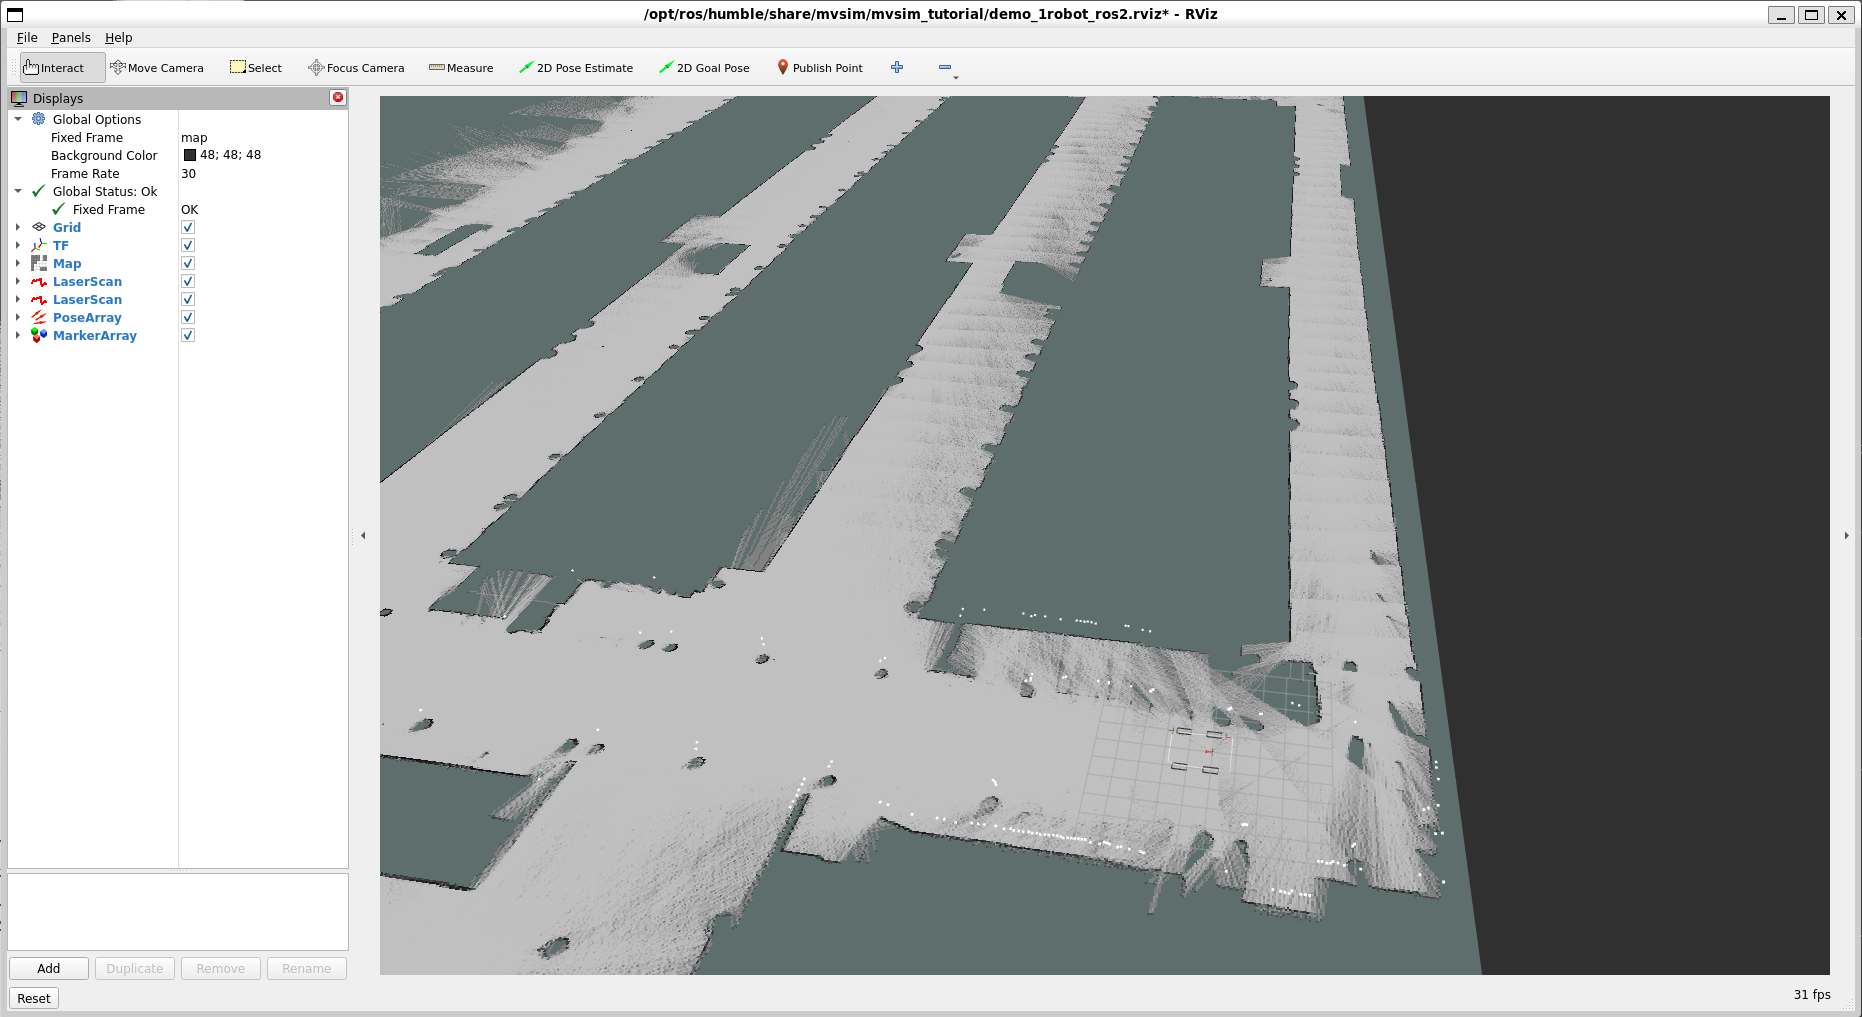 /opt/ros/humble/share/mvsim/mvsim_tutorial/demo_1robot_ros2.rviz* - RViz
File Panels Help
Interact Move Camera Select Focus Camera Measure 2D Pose Estimate 2D Goal Pose Publish Point
Displays
Global Options
Fixed Frame map
Background Color 48; 48; 48
Frame Rate 30
Global Status: Ok
Fixed Frame OK
Grid
TF
Map
LaserScan
LaserScan
PoseArray
MarkerArray
Add Duplicate Remove Rename
Reset
31 fps